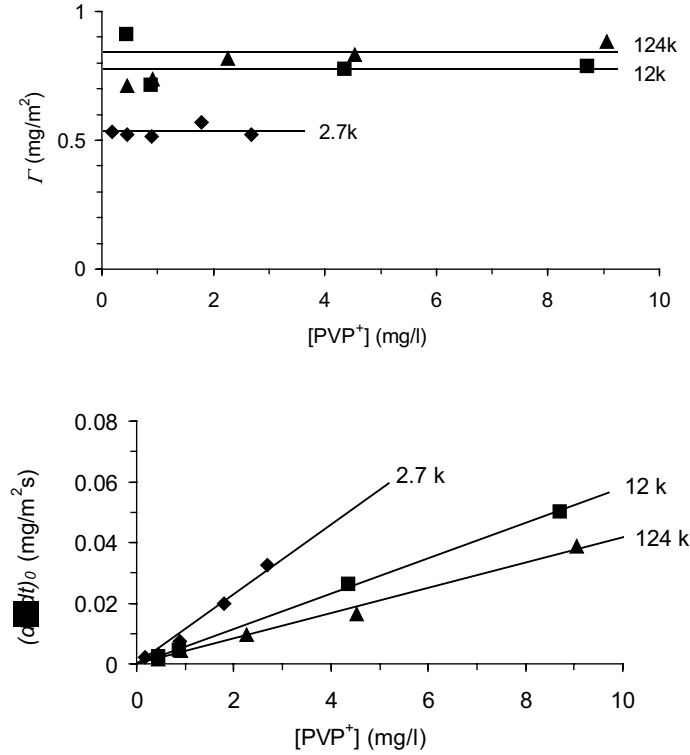 1
0.5
0
Γ (mg/m²)
124k
12k
2.7k
0 2 4 6 8 10
[PVP⁺] (mg/l)
0.08
0.06
0.04
0.02
0
dt)₀ (mg/m²s)
2.7 k
12 k
124 k
0 2 4 6 8 10
[PVP⁺] (mg/l)